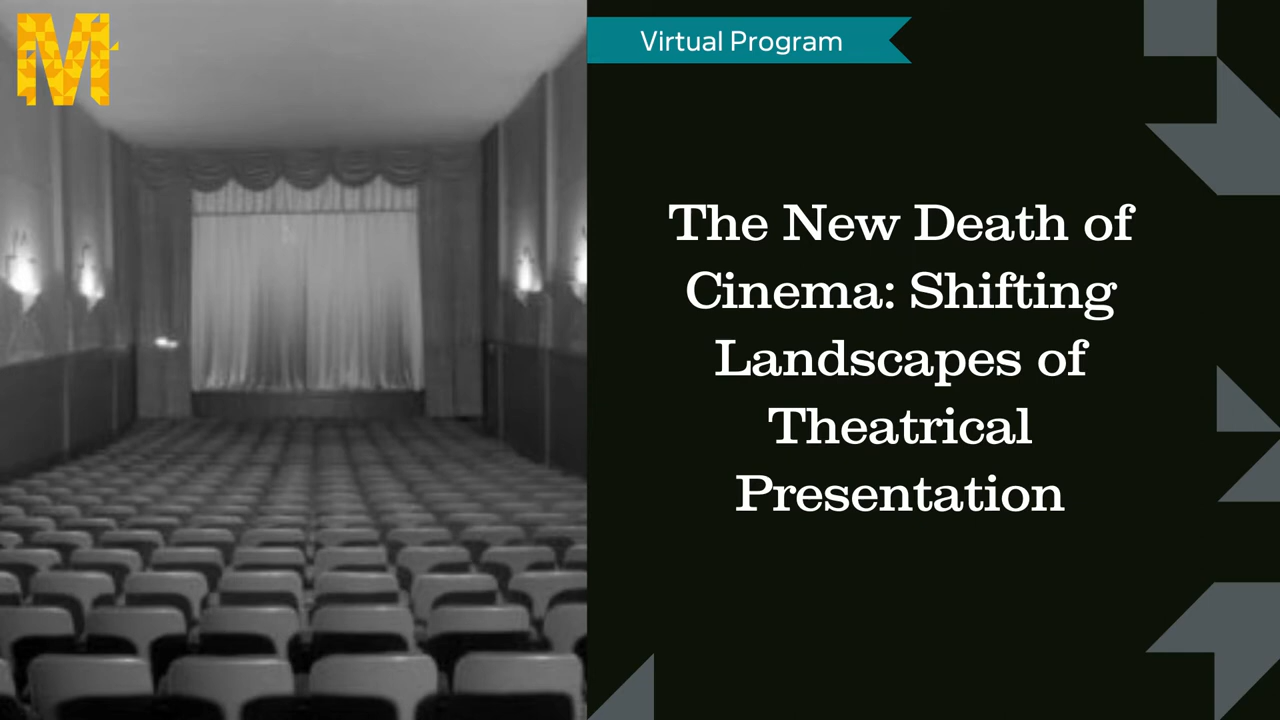 M
Virtual Program
The New Death of
Cinema: Shifting
Landscapes of
Theatrical
Presentation